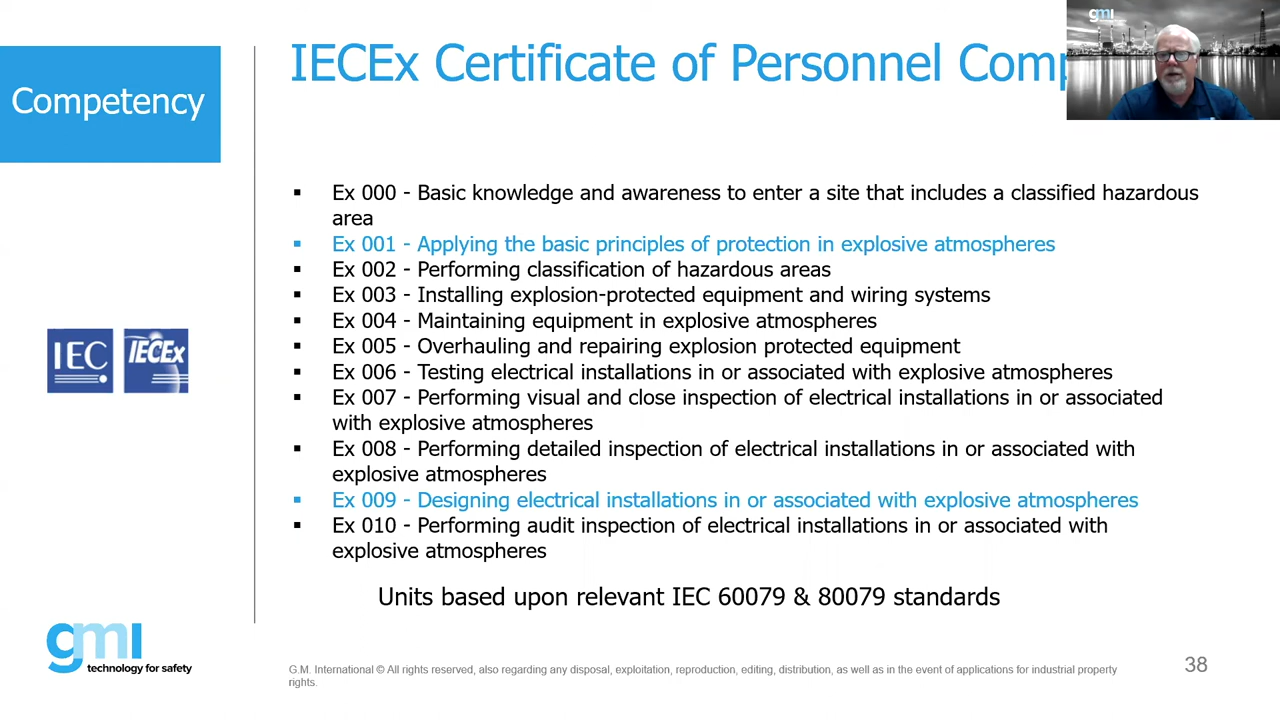 IECEx Certificate of Personnel Comp
gmi
Competency
Ex 000 - Basic knowledge and awareness to enter a site that includes a classified hazardous
area
Ex 001 - Applying the basic principles of protection in explosive atmospheres
Ex 002 - Performing classification of hazardous areas
Ex 003 - Installing explosion-protected equipment and wiring systems
Ex 004 - Maintaining equipment in explosive atmospheres
Ex 005 - Overhauling and repairing explosion protected equipment
Ex 006 - Testing electrical installations in or associated with explosive atmospheres
Ex 007 - Performing visual and close inspection of electrical installations in or associated
with explosive atmospheres
Ex 008 - Performing detailed inspection of electrical installations in or associated with
explosive atmospheres
Ex 009 - Designing electrical installations in or associated with explosive atmospheres
Ex 010 - Performing audit inspection of electrical installations in or associated with
explosive atmospheres
IEC
IECEx
Units based upon relevant IEC 60079 & 80079 standards
gmi
technology for safety
G.M. International © All rights reserved, also regarding any disposal, exploitation, reproduction, editing, distribution, as well as in the event of applications for industrial property
rights.
38